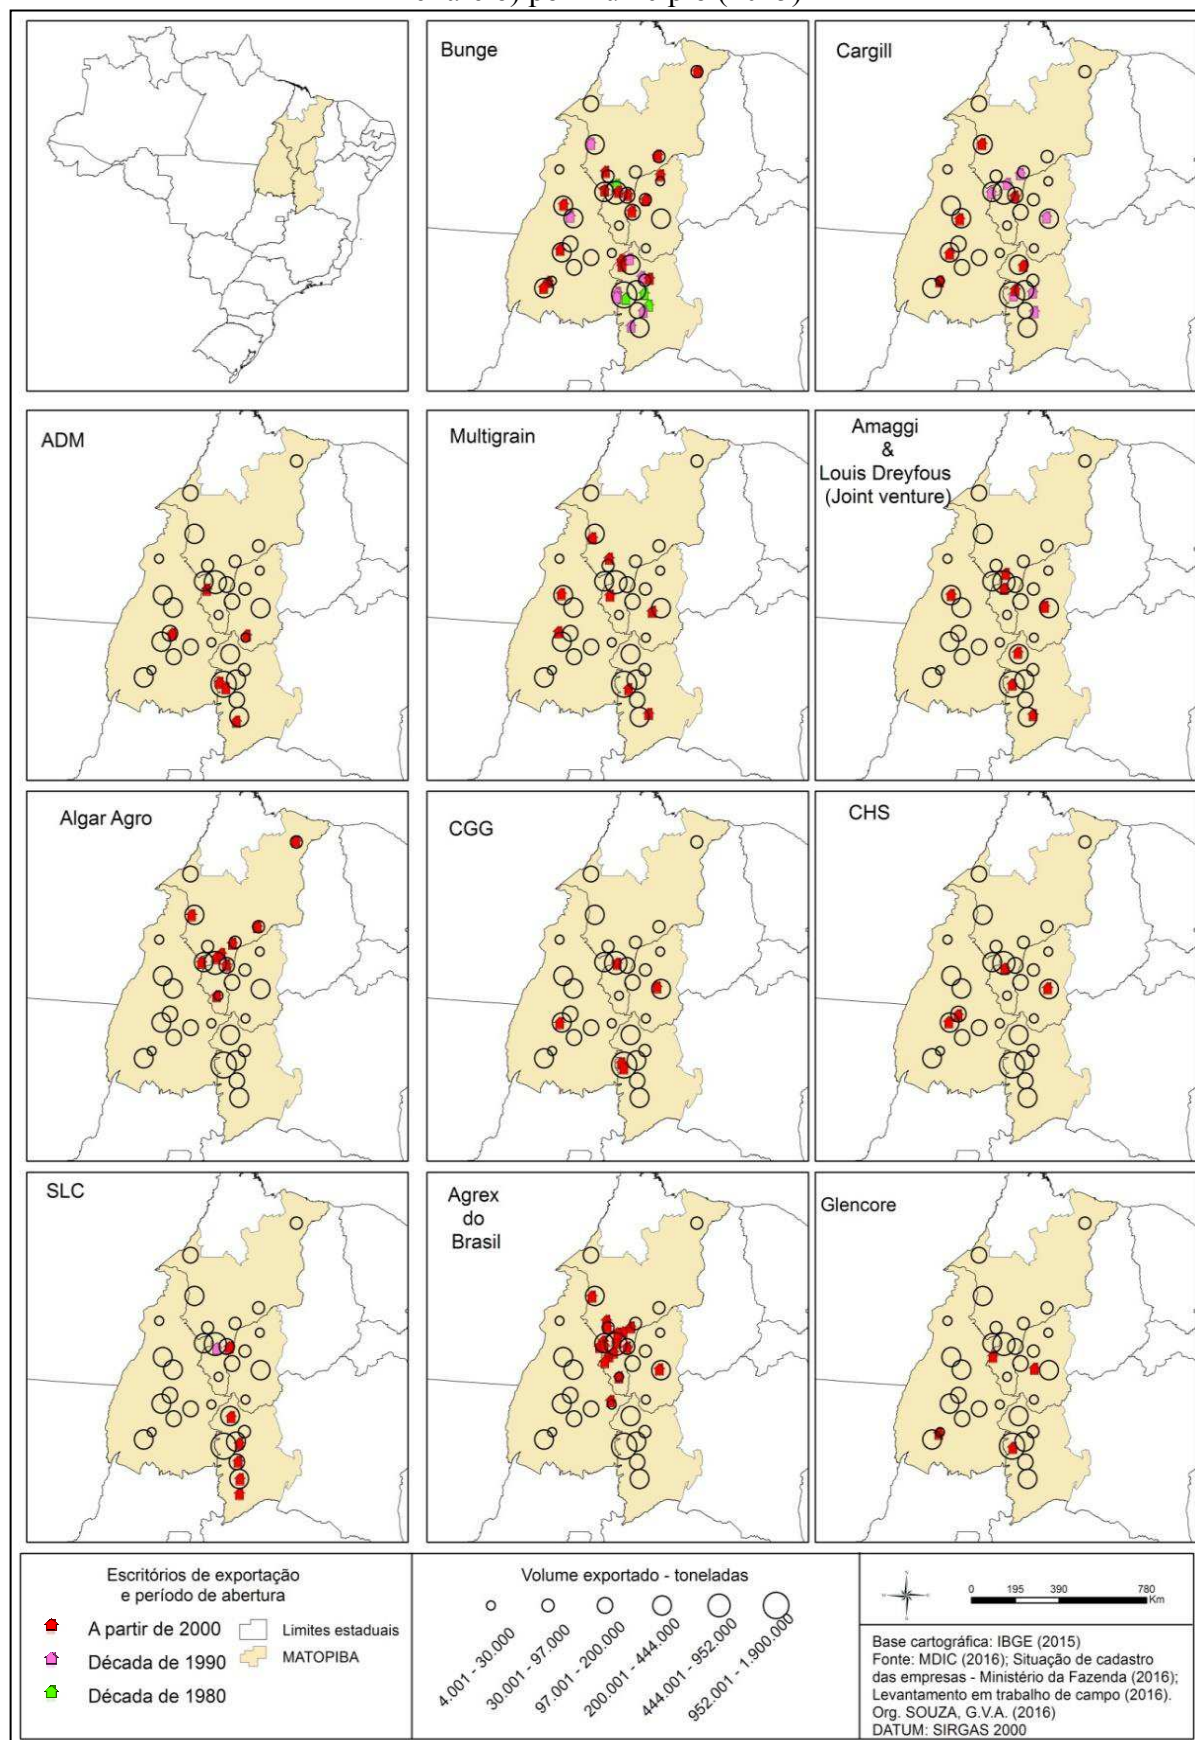 Bunge
Cargill
ADM
Multigrain
Amaggi
&
Louis Dreyfous
(Joint venture)
Algar Agro
CGG
CHS
SLC
Agrex
do
Brasil
Glencore
Escritórios de exportação
e período de abertura
A partir de 2000
Década de 1990
Década de 1980
Limites estaduais
MATOPIBA
Volume exportado - toneladas
4.001 - 30.000
30.001 - 97.000
97.001 - 200.000
200.001 - 444.000
444.001 - 952.000
952.001 - 1.900.000
0 195 390 780
Km
Base cartográfica: IBGE (2015)
Fonte: MDIC (2016); Situação de cadastro
das empresas - Ministério da Fazenda (2016);
Levantamento em trabalho de campo (2016).
Org. SOUZA, G.V.A. (2016)
DATUM: SIRGAS 2000